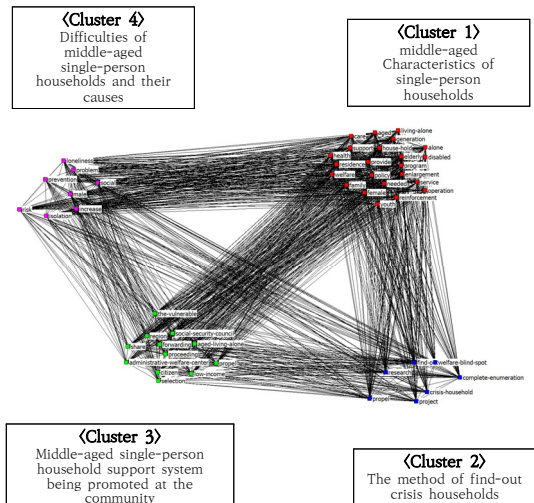 〈Cluster 4〉
Difficulties of
middle-aged
single-person
households and their
causes
〈Cluster 1〉
middle-aged
Characteristics of
single-person
households
living-alone
aged
care
generation
support
house-hold
alone
health
elderly
disabled
residence
provide
program
welfare
policy
enlargement
family
needed
service
female
operation
reinforcement
youth
loneliness
problem
prevention
social
male
risk
increase
isolation
the-vulnerable
region
social-security-council
share
forwarding
aged-living-alone
proceeding
administrative-welfare-center
propel
citizen
low-income
selection
find-o
welfare-blind-spot
research
complete-enumeration
crisis-household
propel
project
〈Cluster 3〉
Middle-aged single-person
household support system
being promoted at the
community
〈Cluster 2〉
The method of find-out
crisis households